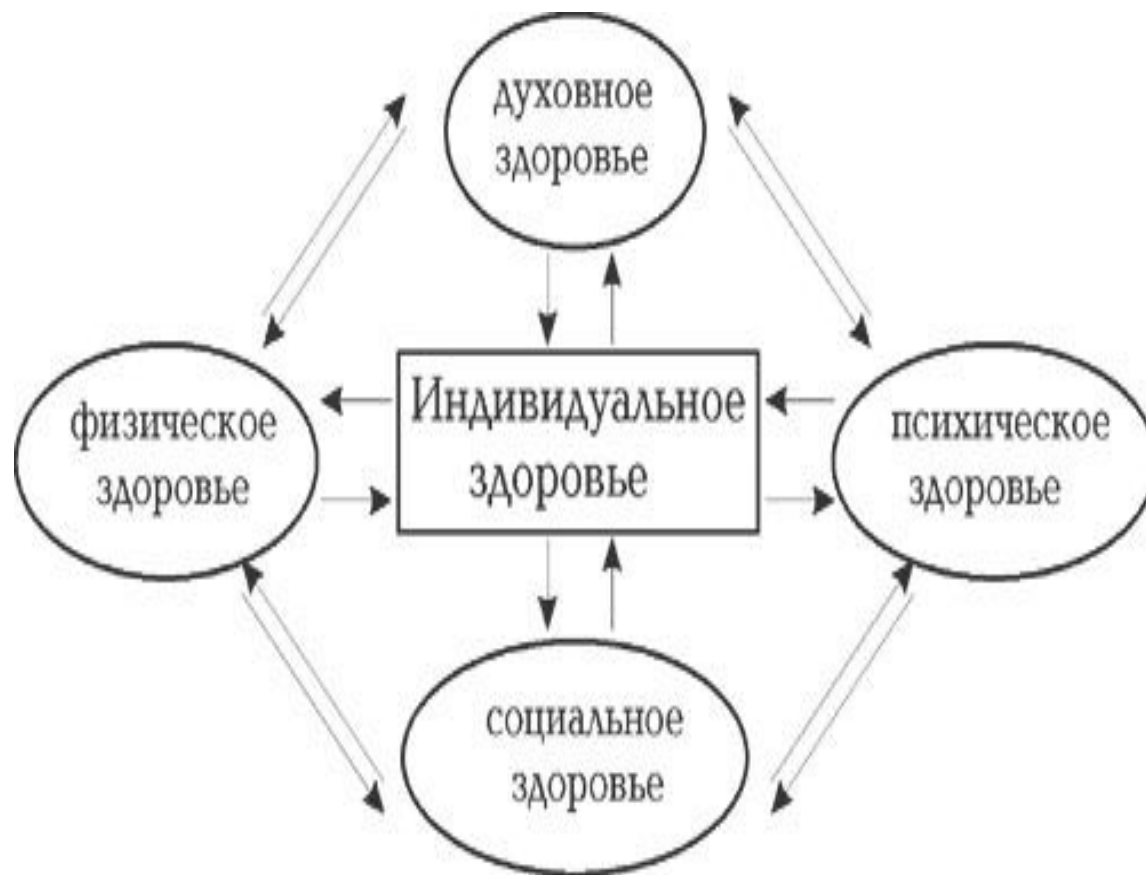 духовное
здоровье
физическое
здоровье
Индивидуальное
здоровье
психическое
здоровье
социальное
здоровье